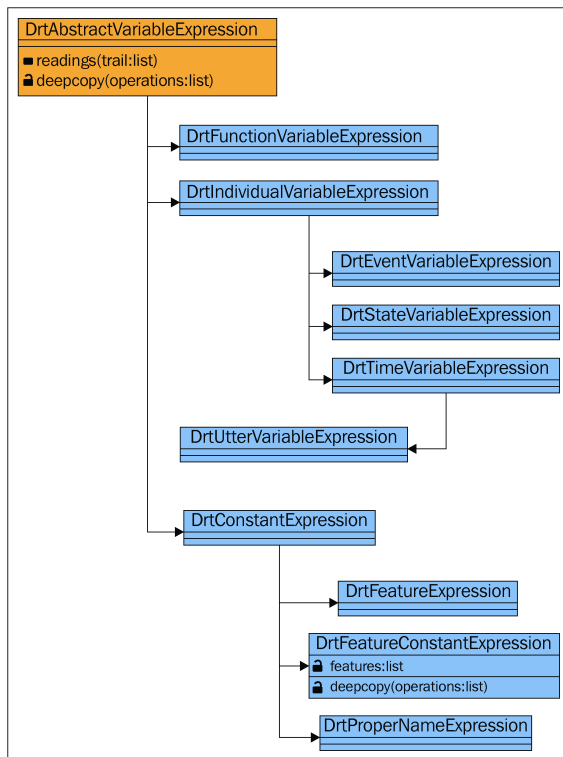 DrtAbstractVariableExpression
readings(trail:list)
deepcopy(operations:list)
DrtFunctionVariableExpression
DrtIndividualVariableExpression
DrtEventVariableExpression
DrtStateVariableExpression
DrtTimeVariableExpression
DrtUtterVariableExpression
DrtConstantExpression
DrtFeatureExpression
DrtFeatureConstantExpression
features:list
deepcopy(operations:list)
DrtProperNameExpression